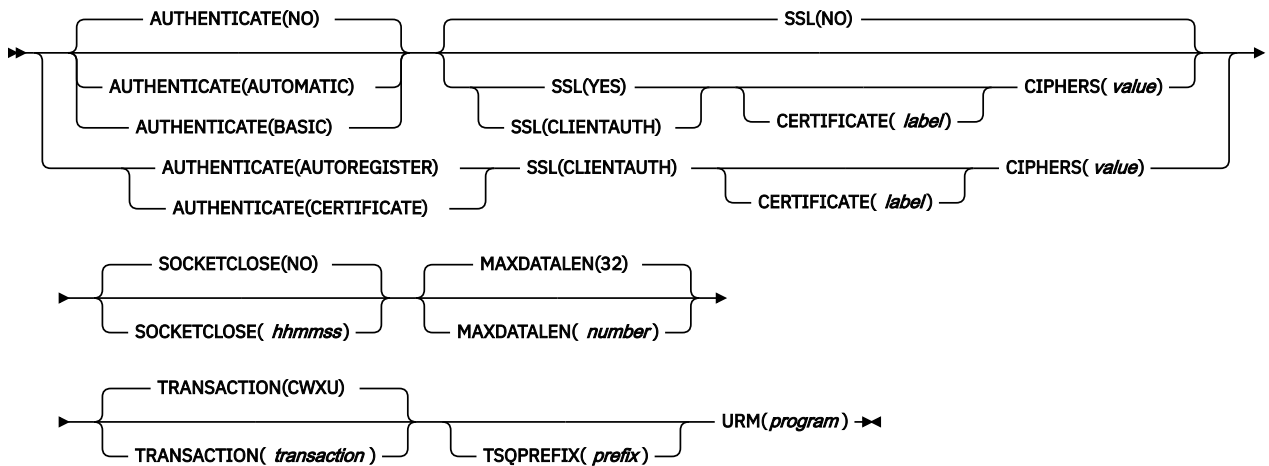 AUTHENTICATE(NO) SSL(NO)
AUTHENTICATE(AUTOMATIC) SSL(YES) CIPHERS( value)
AUTHENTICATE(BASIC) SSL(CLIENTAUTH) CERTIFICATE( label)
AUTHENTICATE(AUTOREGISTER) SSL(CLIENTAUTH) CIPHERS( value)
AUTHENTICATE(CERTIFICATE) CERTIFICATE( label)
SOCKETCLOSE(NO) MAXDATALEN(32)
SOCKETCLOSE( hhmmss) MAXDATALEN( number)
TRANSACTION(CWXU)
URM(program )
TRANSACTION( transaction ) TSQPREFIX( prefix)